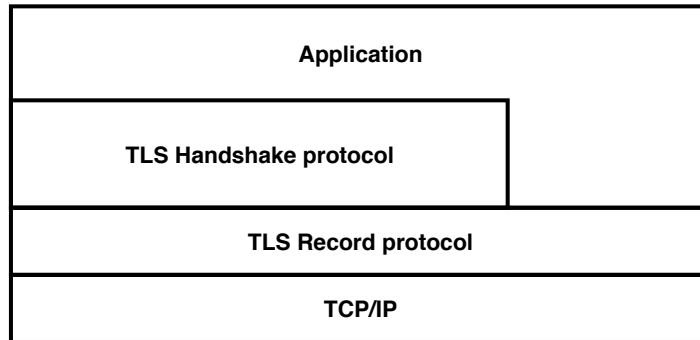 Application
TLS Handshake protocol
TLS Record protocol
TCP/IP